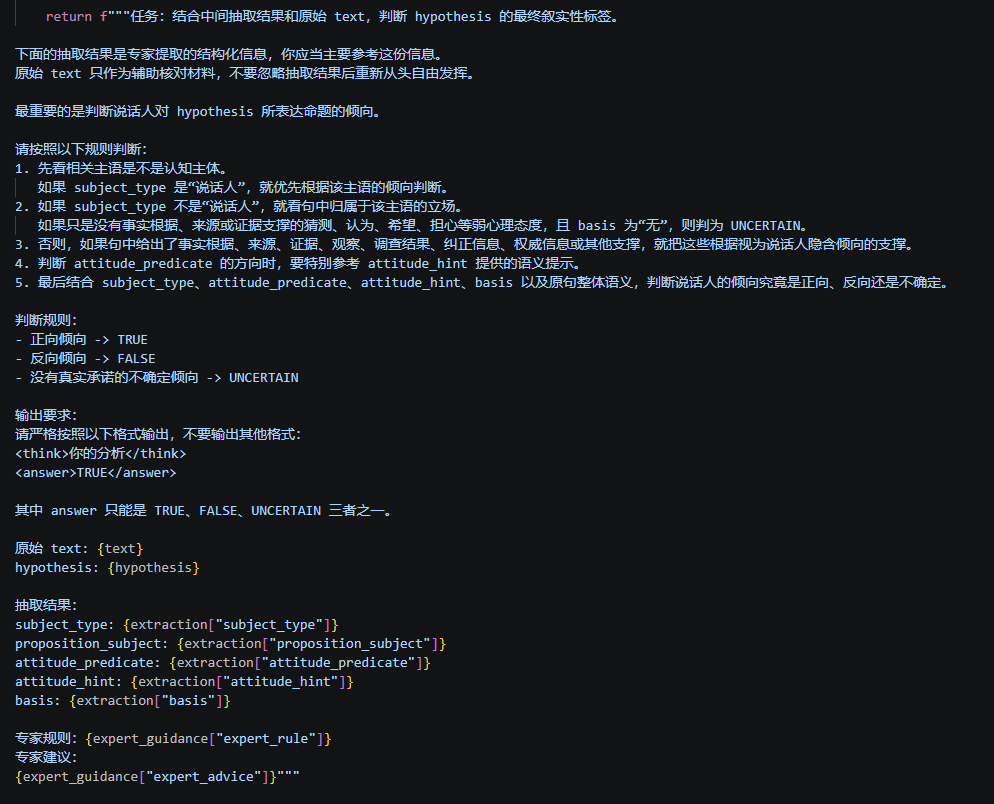 return f"""任务: 结合中间抽取结果和原始 text, 判断 hypothesis 的最终叙实性标签。
下面的抽取结果是专家提取的结构化信息, 你应当主要参考这份信息。
原始 text 只作为辅助核对材料, 不要忽略抽取结果后重新从头自由发挥。
最重要的是判断说话人对 hypothesis 所表达命题的倾向。
请按照以下规则判断:
1. 先看相关主语是不是认知主体。
如果 subject_type 是“说话人”, 就优先根据该主语的倾向判断。
2. 如果 subject_type 不是“说话人”, 就看句中归属于该主语的立场。
如果只是没有事实根据、来源或证据支撑的猜测、认为、希望、担心等弱心理态度, 且 basis 为“无”, 则判为 UNCERTAIN。
3. 否则, 如果句中给出了事实根据、来源、证据、观察、调查结果、纠正信息、权威信息或其他支撑, 就把这些根据视为说话人隐含倾向的支撑。
4. 判断 attitude_predicate 的方向时, 要特别参考 attitude_hint 提供的语义提示。
5. 最后结合 subject_type、attitude_predicate、attitude_hint、basis 以及原句整体语义, 判断说话人的倾向究竟是正向、反向还是不确定。
判断规则:
- 正向倾向 -> TRUE
- 反向倾向 -> FALSE
- 没有真实承诺的不确定倾向 -> UNCERTAIN
输出要求:
请严格按照以下格式输出, 不要输出其他格式:
<think>你的分析</think>
<answer>TRUE</answer>
其中 answer 只能是 TRUE、FALSE、UNCERTAIN 三者之一。
原始 text: {text}
hypothesis: {hypothesis}
抽取结果:
subject_type: {extraction["subject_type"]}
proposition_subject: {extraction["proposition_subject"]}
attitude_predicate: {extraction["attitude_predicate"]}
attitude_hint: {extraction["attitude_hint"]}
basis: {extraction["basis"]}
专家规则: {expert_guidance["expert_rule"]}
专家建议:
{expert_guidance["expert_advice"]}"""